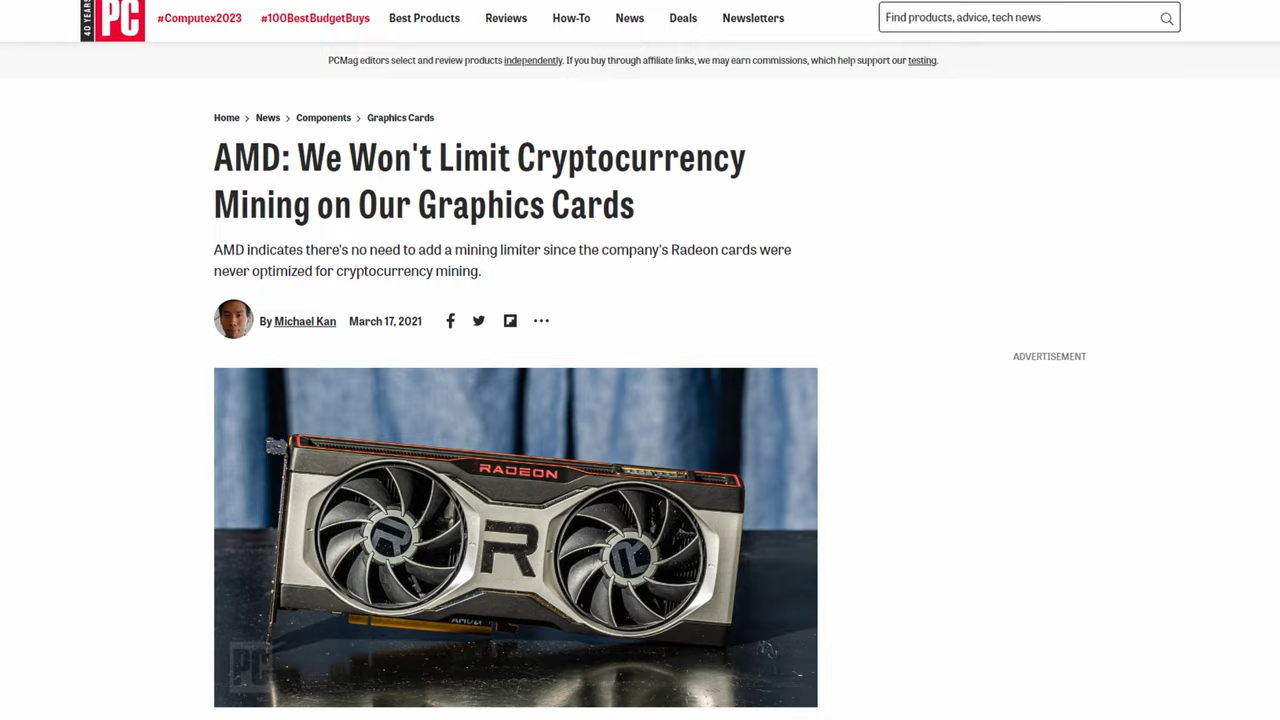 40 YEARS
PC
#Computex2023 #100BestBudgetBuys Best Products Reviews How-To News Deals Newsletters
Find products, advice, tech news
PCMag editors select and review products independently. If you buy through affiliate links, we may earn commissions, which help support our testing.
Home > News > Components > Graphics Cards
AMD: We Won't Limit Cryptocurrency
Mining on Our Graphics Cards
AMD indicates there's no need to add a mining limiter since the company's Radeon cards were
never optimized for cryptocurrency mining.
By Michael Kan March 17, 2021
ADVERTISEMENT
RADEON
R
R
R
AMD
PC